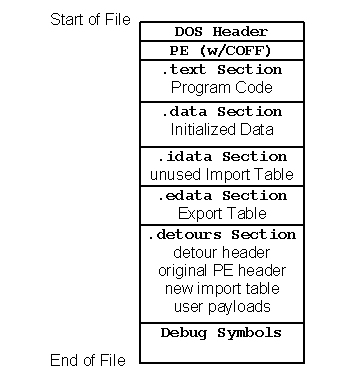 Start of File
DOS Header
PE (w/COFF)
.text Section
Program Code
.data Section
Initialized Data
.idata Section
unused Import Table
.edata Section
Export Table
.detours Section
detour header
original PE header
new import table
user payloads
Debug Symbols
End of File